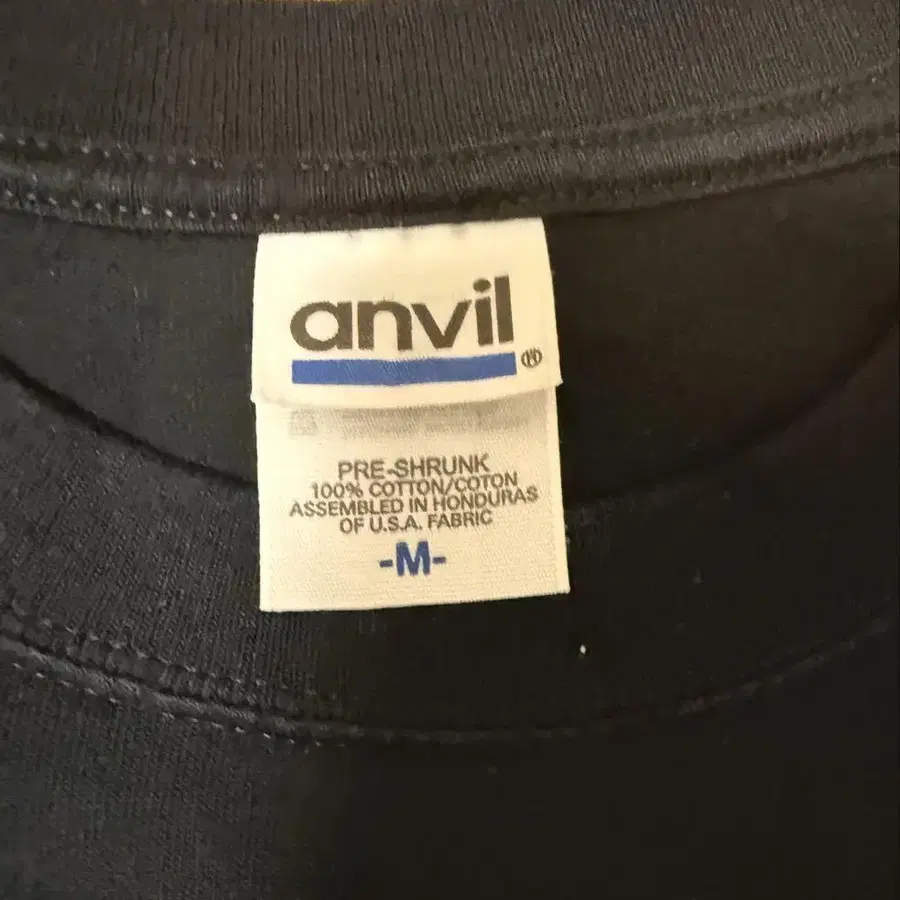 anvil®
PRE-SHRUNK
100% COTTON/COTON
ASSEMBLED IN HONDURAS
OF U.S.A. FABRIC
-M-